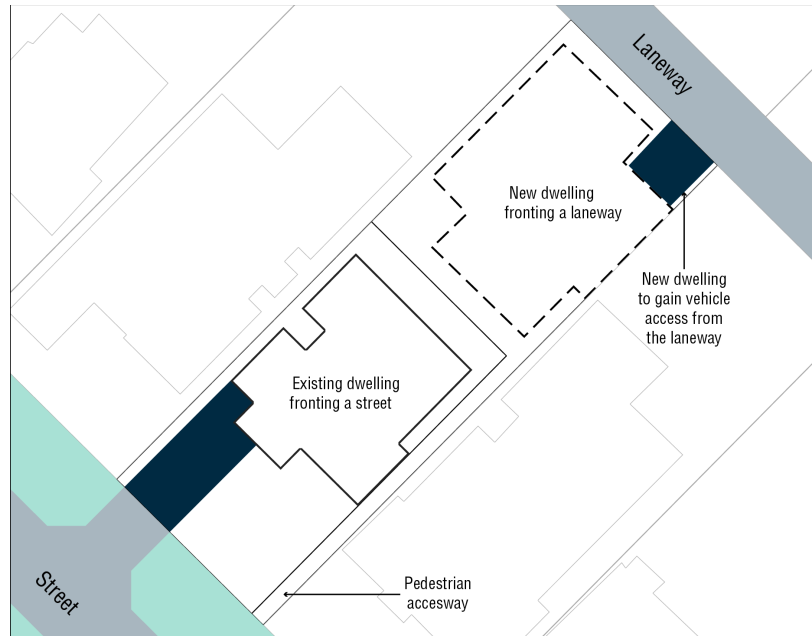 Laneway
New dwelling
fronting a laneway
New dwelling
to gain vehicle
access from
the laneway
Existing dwelling
fronting a street
Pedestrian
accesway
Street